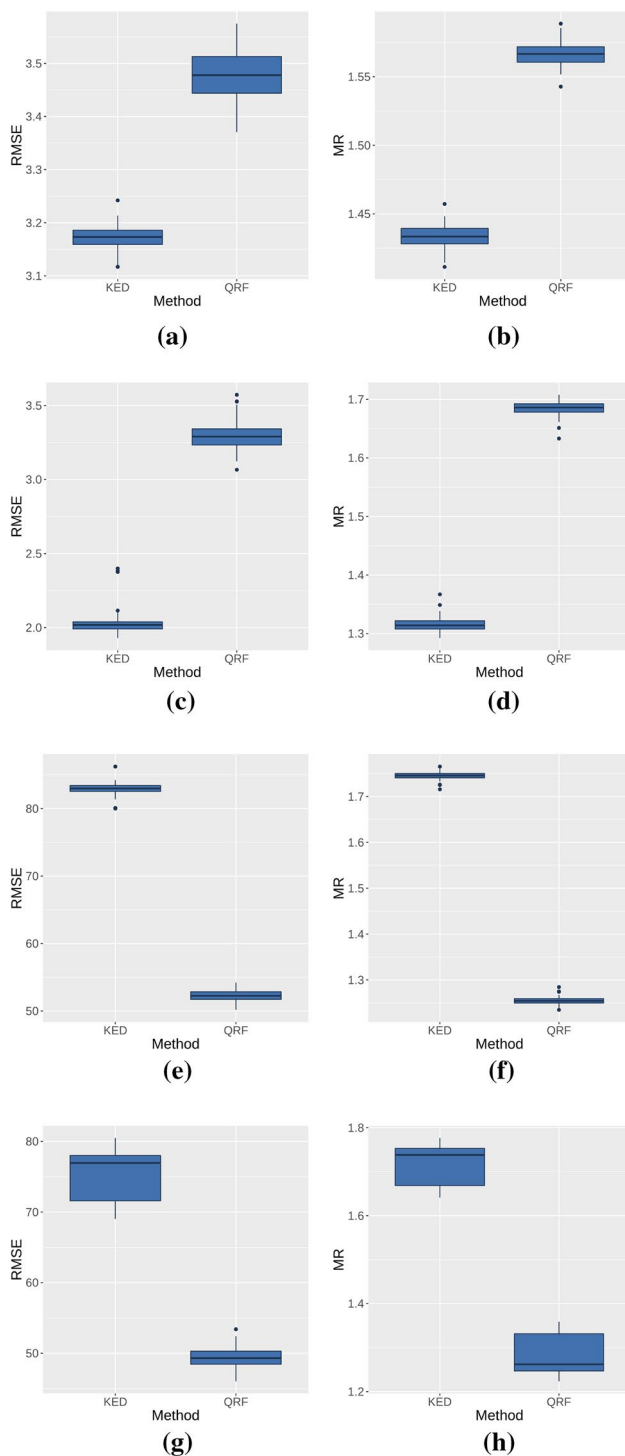 RMSE
3.5
3.4
3.3
3.2
3.1
KED
QRF
Method
(a)
MR
1.55
1.50
1.45
KED
QRF
Method
(b)
RMSE
3.5
3.0
2.5
2.0
KED
QRF
Method
(c)
MR
1.7
1.6
1.5
1.4
1.3
KED
QRF
Method
(d)
RMSE
80
70
60
50
KED
QRF
Method
(e)
MR
1.7
1.6
1.5
1.4
1.3
KED
QRF
Method
(f)
RMSE
80
70
60
50
KED
QRF
Method
(g)
MR
1.8
1.6
1.4
1.2
KED
QRF
Method
(h)